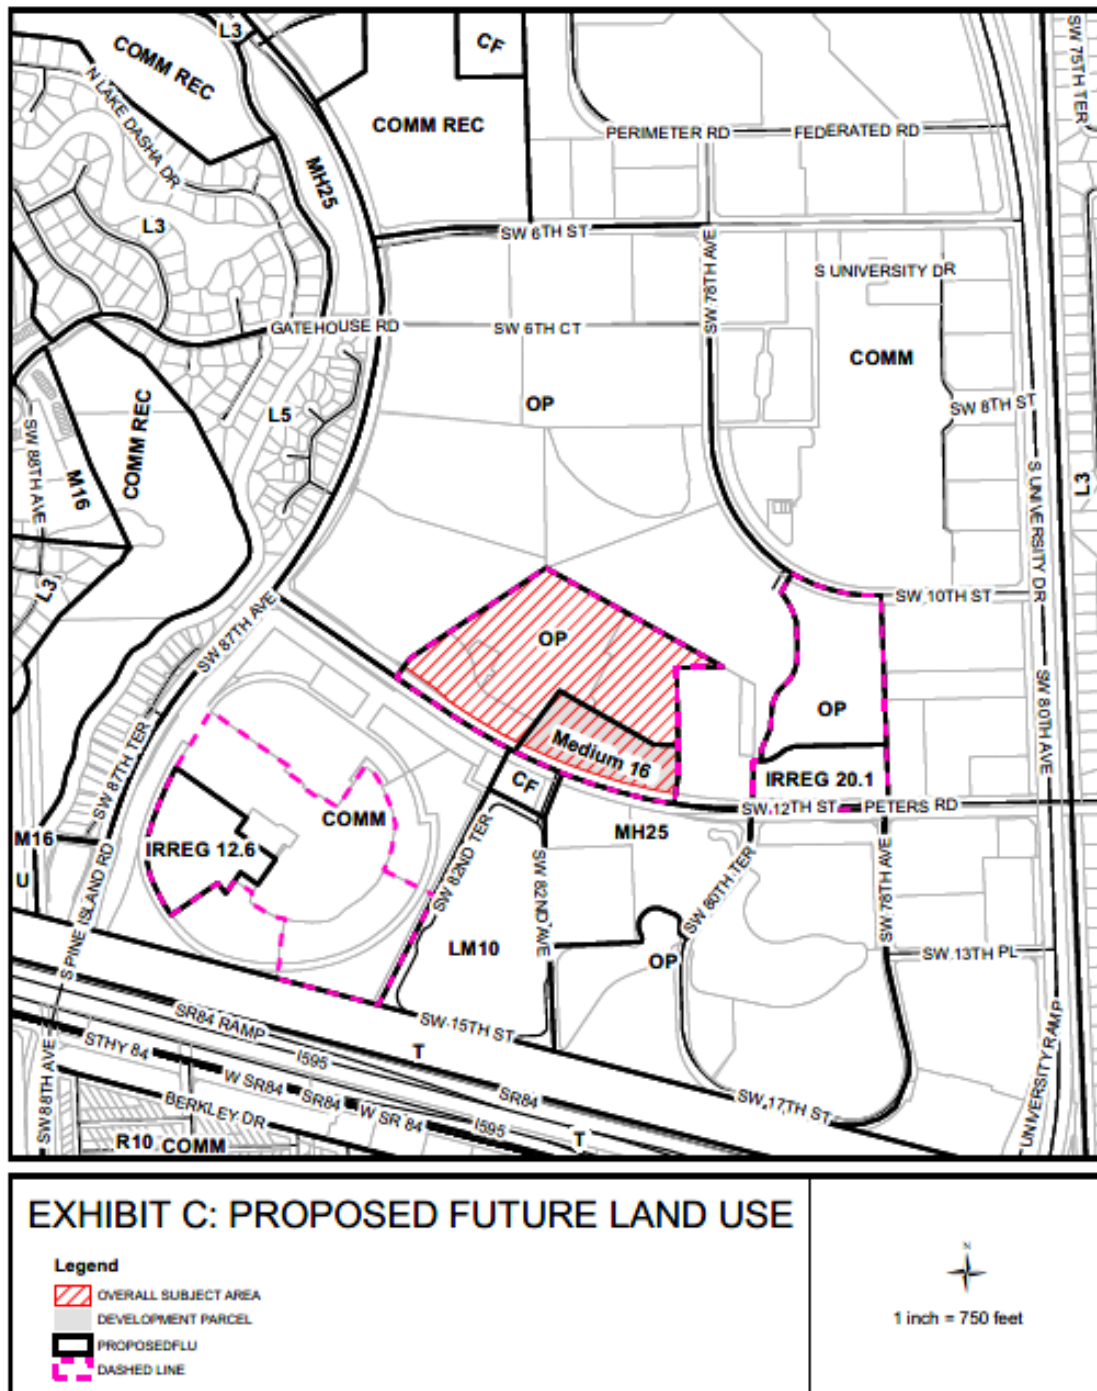 L3
COMM REC
CF
SW 75TH TER
N LAKE DASHA DR
COMM REC
PERIMETER RD
FEDERATED RD
MH25
L3
SW 6TH ST
SW 78TH AVE
S UNIVERSITY DR
GATEHOUSE RD
SW 6TH CT
COMM
OP
SW 8TH ST
L5
COMM REC
SW 88TH AVE
M16
S UNIVERSITY DR
L3
L3
SW 87TH AVE
SW 10TH ST
OP
OP
SW 80TH AVE
Medium 16
SW 87TH TER
CF
IRREG 20.1
SW 12TH ST
PETERS RD
COMM
MH25
M16
IRREG 12.6
U
S PINE ISLAND RD
SW 82ND TER
SW 82ND AVE
SW 80TH TER
SW 78TH AVE
LM10
OP
SW 13TH PL
SR84 RAMP
SW 15TH ST
UNIVERSITY RAMP
STHY 84
I595
T
W SR84
SR84
W SR 84
I595
SR84
SW 17TH ST
SW 88TH AVE
BERKLEY DR
T
R10
COMM
EXHIBIT C: PROPOSED FUTURE LAND USE
Legend
OVERALL SUBJECT AREA
DEVELOPMENT PARCEL
PROPOSEDFLU
DASHED LINE
N
1 inch = 750 feet